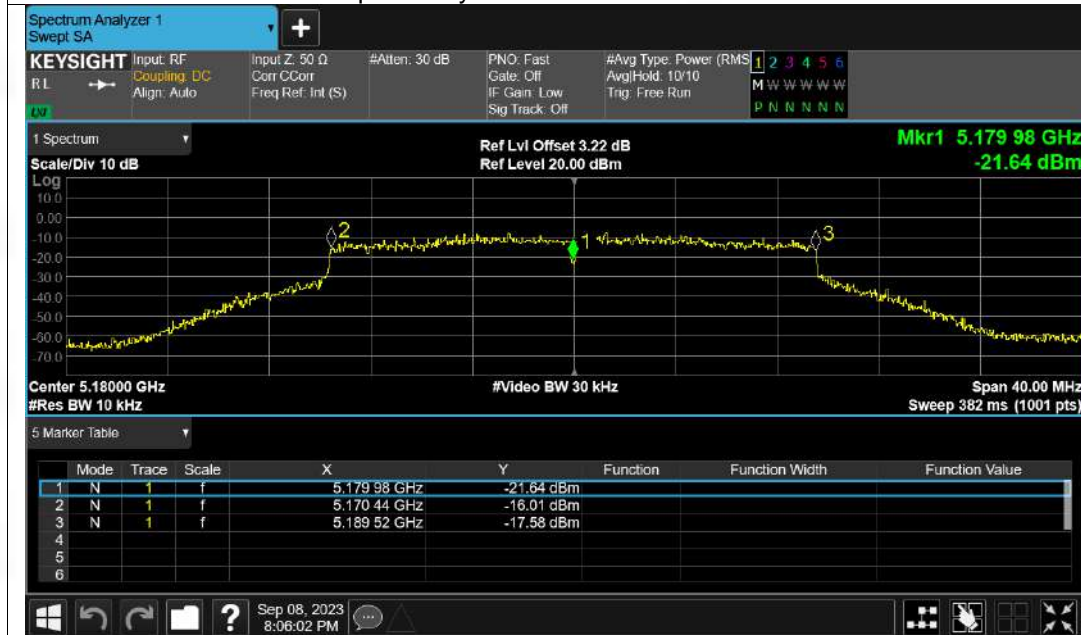 Spectrum Analyzer 1
Swept SA
+
KEYSIGHT
RL
LXI
Input: RF
Coupling: DC
Align: Auto
Input Z: 50 Ω
Corr CCorr
Freq Ref: Int (S)
#Atten: 30 dB
PNO: Fast
Gate: Off
IF Gain: Low
Sig Track: Off
#Avg Type: Power (RMS
Avg|Hold: 10/10
Trig: Free Run
1 2 3 4 5 6
M W W W W W
P N N N N N
1 Spectrum
Scale/Div 10 dB
Ref Lvl Offset 3.22 dB
Ref Level 20.00 dBm
Mkr1 5.179 98 GHz
-21.64 dBm
Log
10.0
0.00
-10.0
-20.0
-30.0
-40.0
-50.0
-60.0
-70.0
2
1
3
Center 5.18000 GHz
#Video BW 30 kHz
Span 40.00 MHz
#Res BW 10 kHz
Sweep 382 ms (1001 pts)
5 Marker Table
Mode Trace Scale X Y Function Function Width Function Value
1 N 1 f 5.179 98 GHz -21.64 dBm
2 N 1 f 5.170 44 GHz -16.01 dBm
3 N 1 f 5.189 52 GHz -17.58 dBm
4
5
6
?
Sep 08, 2023
8:06:02 PM